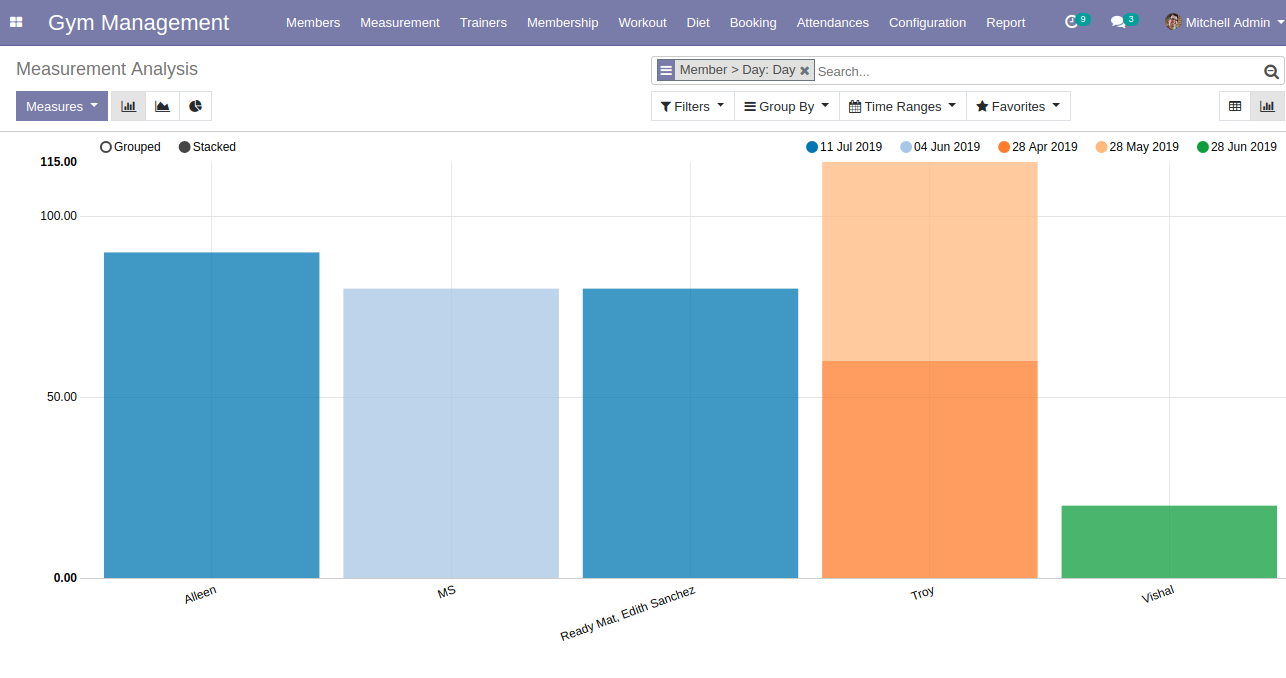 Gym Management
Members Measurement Trainers Membership Workout Diet Booking Attendances Configuration Report 9 3 Mitchell Admin
Measurement Analysis
Member > Day: Day Search...
Measures Filters Group By Time Ranges Favorites
Grouped Stacked 11 Jul 2019 04 Jun 2019 28 Apr 2019 28 May 2019 28 Jun 2019
115.00
100.00
50.00
0.00
Alleen MS Ready Mat, Edith Sanchez Troy Vishal